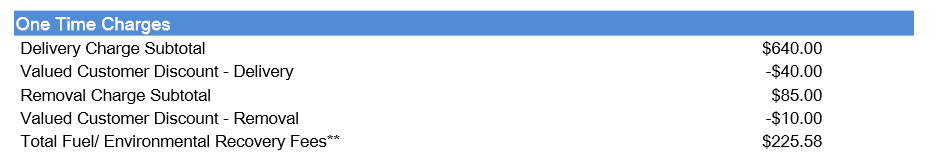 One Time Charges
Delivery Charge Subtotal $640.00
Valued Customer Discount - Delivery -$40.00
Removal Charge Subtotal $85.00
Valued Customer Discount - Removal -$10.00
Total Fuel/ Environmental Recovery Fees** $225.58